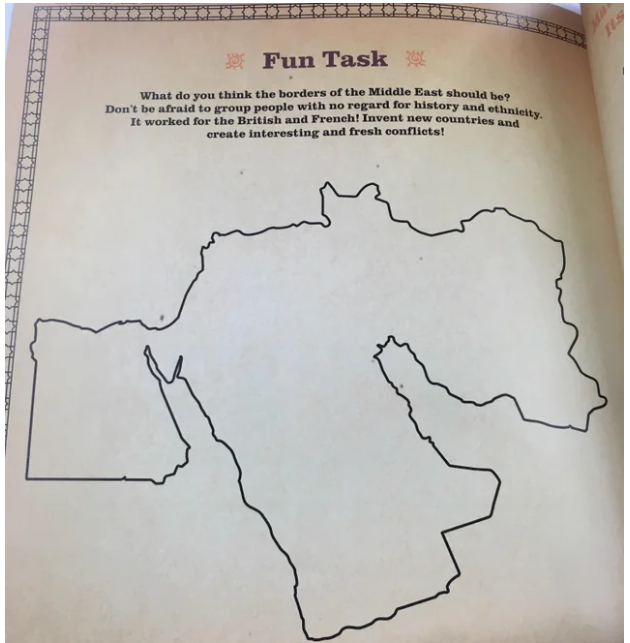 Fun Task
What do you think the borders of the Middle East should be?
Don't be afraid to group people with no regard for history and ethnicity.
It worked for the British and French! Invent new countries and
create interesting and fresh conflicts!